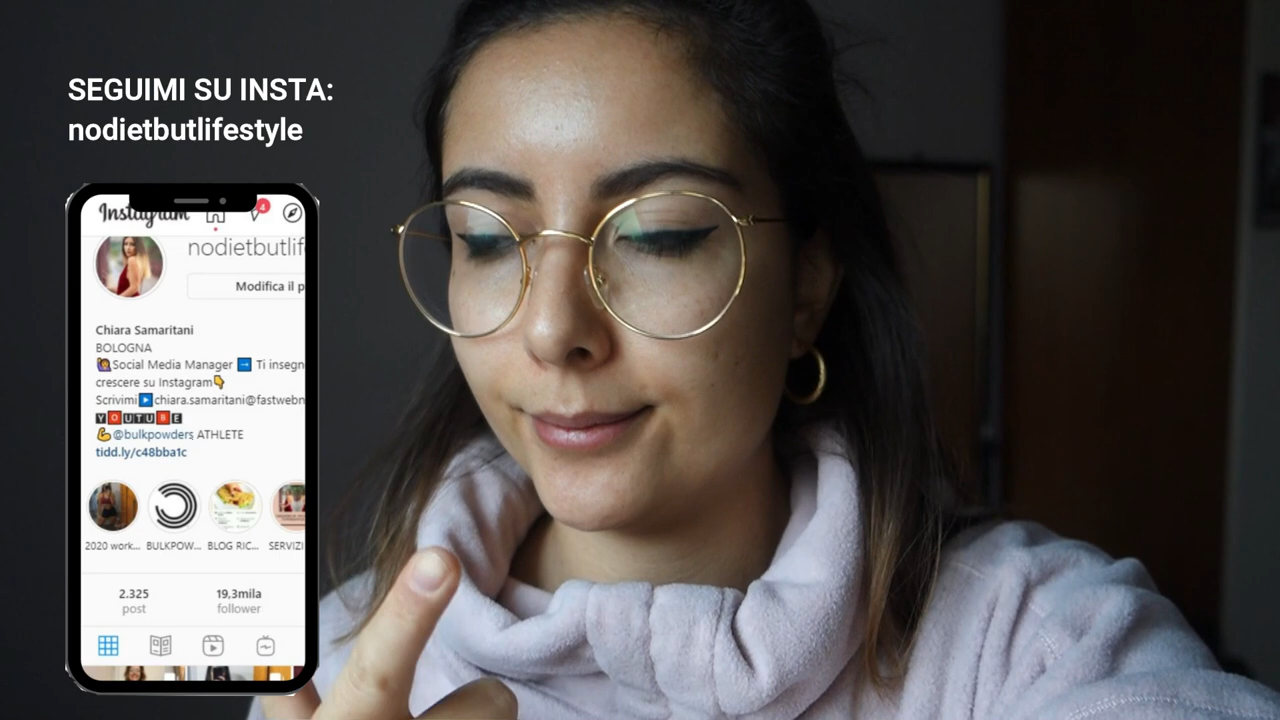 SEGUIMI SU INSTA:
nodietbutlifestyle
Instagram
4
nodietbutlif
Modifica il p
Chiara Samaritani
BOLOGNA
🙋Social Media Manager ➡ Ti insegn
crescere su Instagram👇
Scrivimi▶chiara.samaritani@fastwebn
YOUTUBE
💪@bulkpowders ATHLETE
tidd.ly/c48bba1c
2020 work... BULKPOW... BLOG RIC... SERVIZI
2.325 19,3mila
post follower